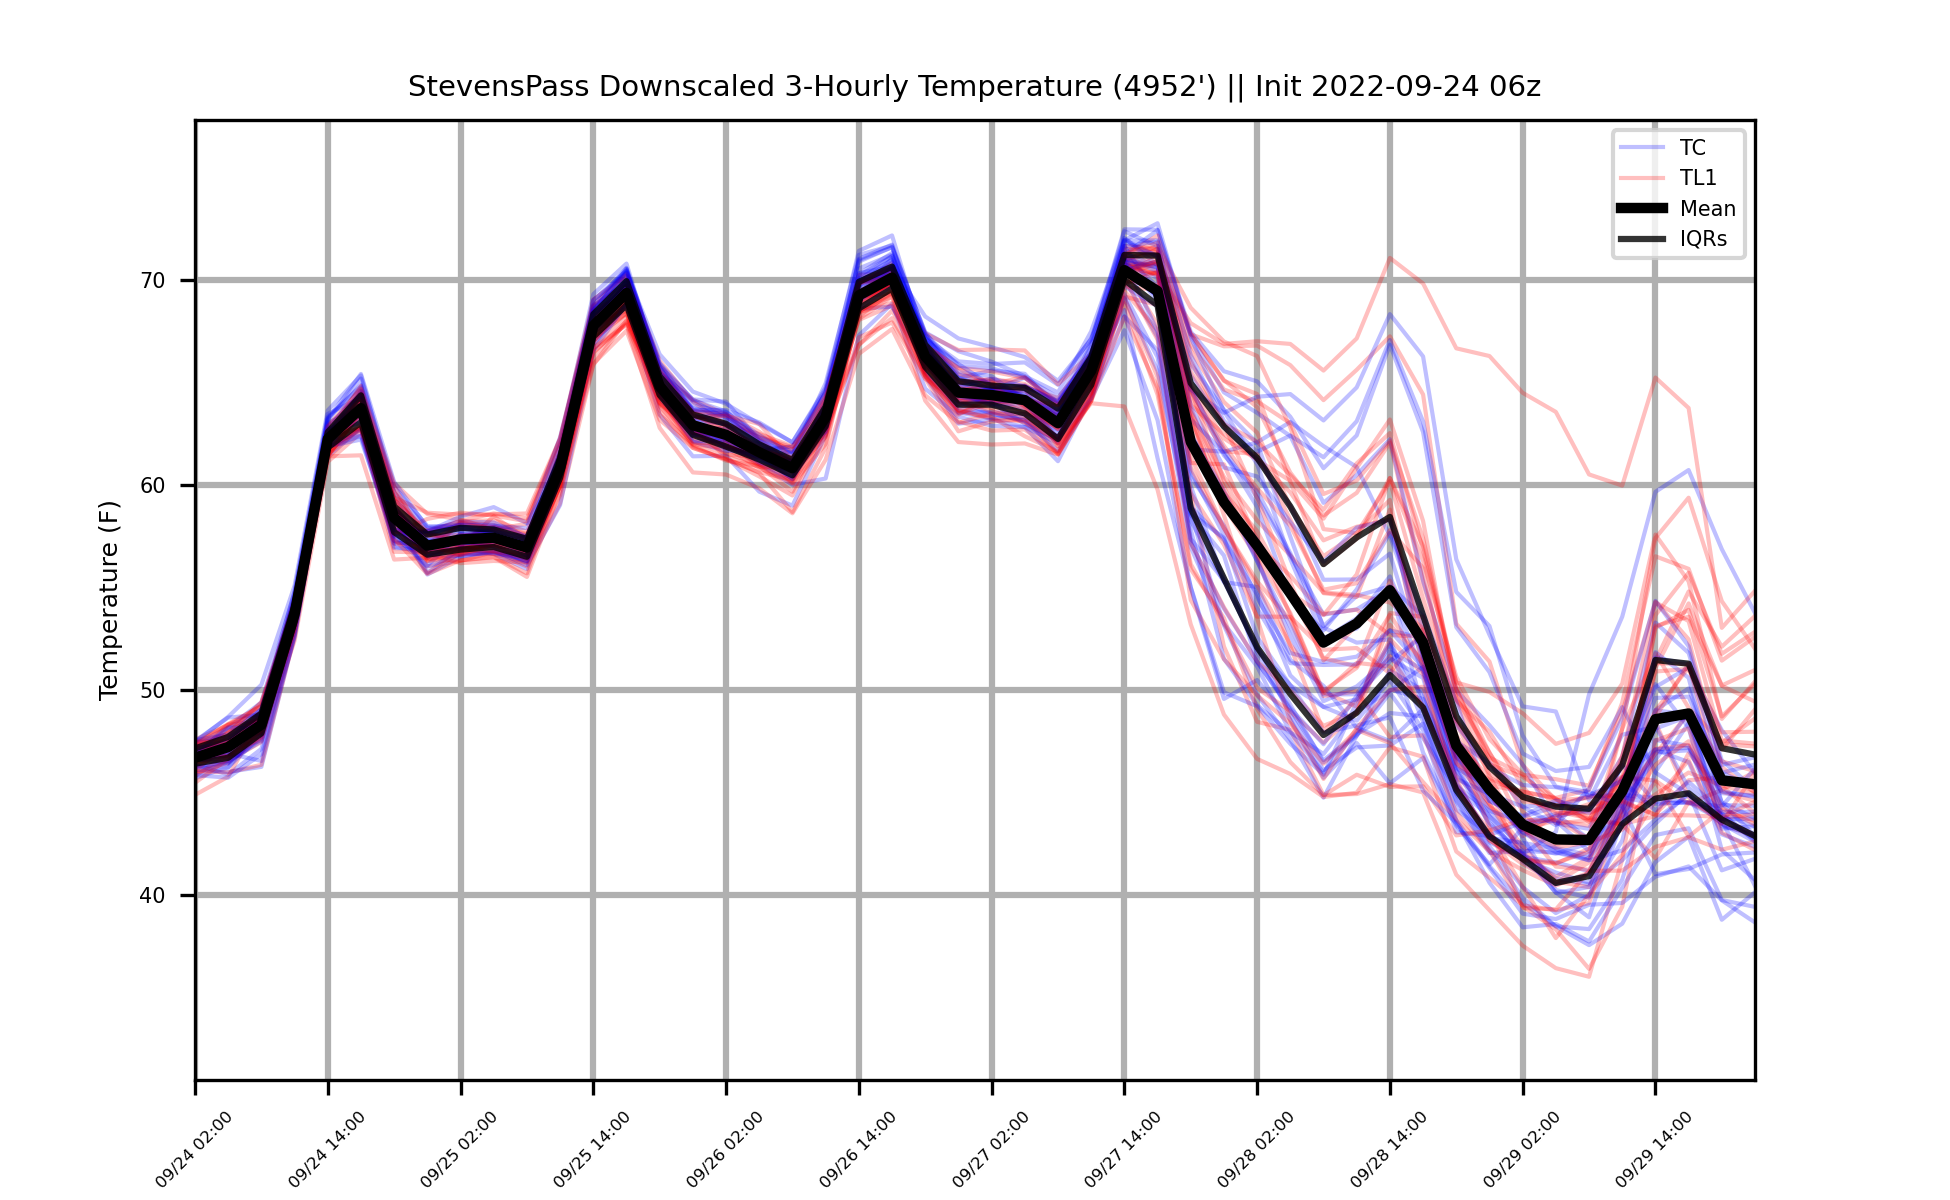 StevensPass Downscaled 3-Hourly Temperature (4952') || Init 2022-09-24 06z
TC
TL1
Mean
IQRs
Temperature (F)
70
60
50
40
09/24 02:00
09/24 14:00
09/25 02:00
09/25 14:00
09/26 02:00
09/26 14:00
09/27 02:00
09/27 14:00
09/28 02:00
09/28 14:00
09/29 02:00
09/29 14:00